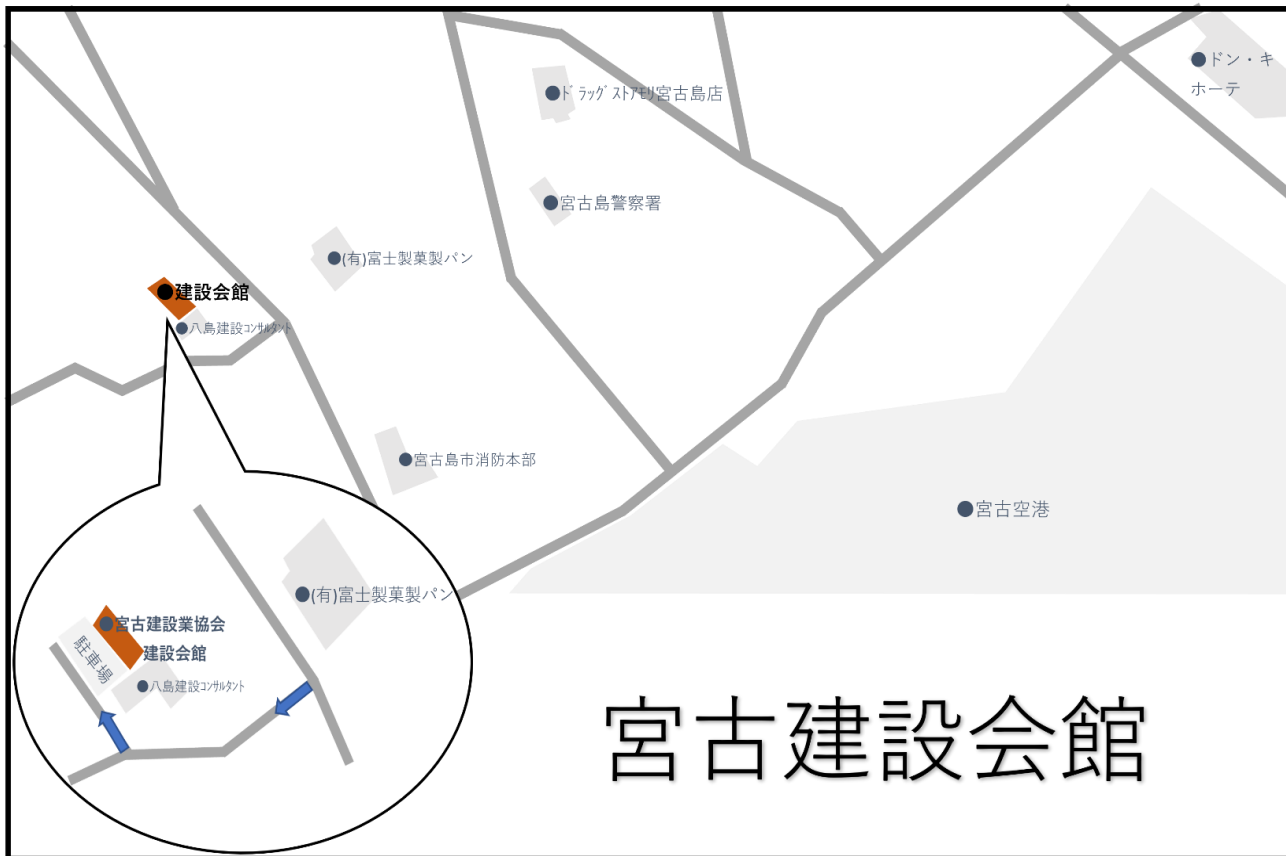 ●ドン・キ
ホーテ
●ﾄﾞﾗｯｸﾞｽﾄｱﾓﾘ宮古島店
●宮古島警察署
●(有)富士製菓製パン
●建設会館
●八島建設ｺﾝｻﾙﾀﾝﾄ
●宮古島市消防本部
●宮古空港
●(有)富士製菓製パン
●宮古建設業協会
建設会館
駐車場
●八島建設ｺﾝｻﾙﾀﾝﾄ
宮古建設会館